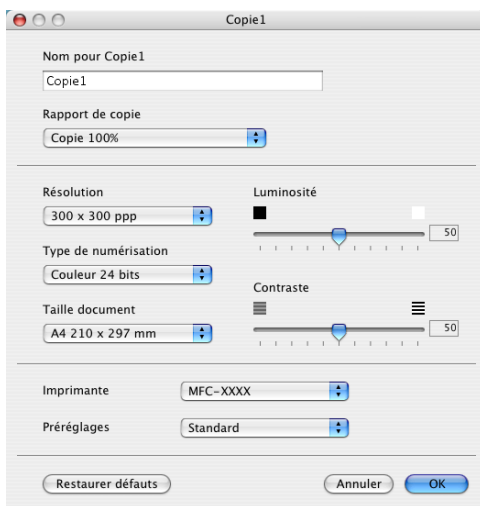 Copie1
Nom pour Copie1
Copie1
Rapport de copie
Copie 100%
Résolution
300 x 300 ppp
Luminosité
50
Type de numérisation
Couleur 24 bits
Contraste
50
Taille document
A4 210 x 297 mm
Imprimante
MFC-XXXX
Préréglages
Standard
Restaurer défauts
Annuler
OK